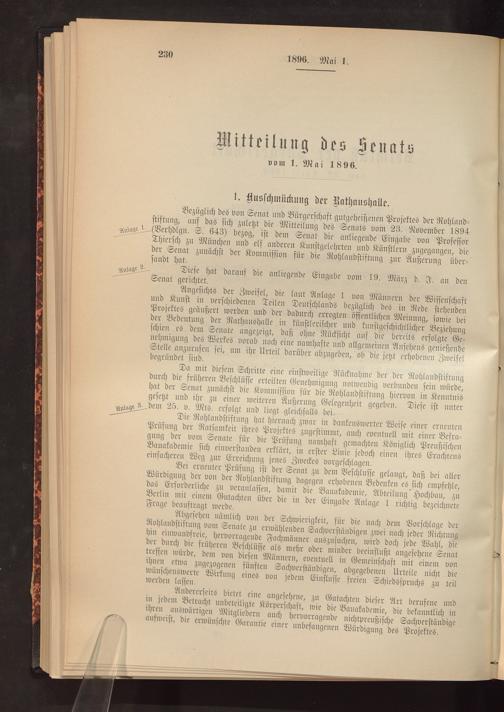 230
1896. Mai 1.
Mitteilung des Senats
vom 1. Mai 1896.
1. Ausschmückung der Rathaushalle.
Bezüglich des von Senat und Bürgerschaft gutgeheißenen Projektes der Rohland-
stiftung, auf das sich zuletzt die Mitteilung des Senats vom 23. November 1894
Anlage 1.
(Verhdlgn. S. 643) bezog, ist dem Senat die anliegende Eingabe von Professor
Thiersch zu München und elf anderen Kunstgelehrten und Künstlern zugegangen, die
der Senat zunächst der Kommission für die Rohlandstiftung zur Äußerung über-
sandt hat.
Anlage 2.
Diese hat darauf die anliegende Eingabe vom 19. März d. J. an den
Senat gerichtet.
Angesichts der Zweifel, die laut Anlage 1 von Männern der Wissenschaft
und Kunst in verschiedenen Teilen Deutschlands bezüglich des in Rede stehenden
Projektes geäußert werden und der dadurch erregten öffentlichen Meinung, sowie bei
der Bedeutung der Rathaushalle in künstlerischer und kunstgeschichtlicher Beziehung
schien es dem Senate angezeigt, daß ohne Rücksicht auf die bereits erfolgte Ge-
nehmigung des Werkes vorab noch eine namhafte und allgemeinen Ansehens genießende
Stelle anzurufen sei, um ihr Urteil darüber abzugeben, ob die jetzt erhobenen Zweifel
begründet sind.
Da mit diesem Schritte eine einstweilige Rücknahme der der Rohlandstiftung
durch die früheren Beschlüsse erteilten Genehmigung notwendig verbunden sein würde,
hat der Senat zunächst die Kommission für die Rohlandstiftung hiervon in Kenntnis
gesetzt und ihr zu einer weiteren Äußerung Gelegenheit gegeben. Diese ist unter
Anlage 3.
dem 25. v. Mts. erfolgt und liegt gleichfalls bei.
Die Rohlandstiftung hat hiernach zwar in dankenswerter Weise einer erneuten
Prüfung der Ratsamkeit ihres Projektes zugestimmt, auch eventuell mit einer Befra-
gung der vom Senate für die Prüfung namhaft gemachten Königlich Preußischen
Bauakademie sich einverstanden erklärt, in erster Linie jedoch einen ihres Erachtens
einfacheren Weg zur Erreichung jenes Zweckes vorgeschlagen.
Bei erneuter Prüfung ist der Senat zu dem Beschlusse gelangt, daß bei aller
Würdigung der von der Rohlandstiftung dagegen erhobenen Bedenken es sich empfehle,
das Erforderliche zu veranlassen, damit die Bauakademie, Abteilung Hochbau, zu
Berlin mit einem Gutachten über die in der Eingabe Anlage 1 richtig bezeichnete
Frage beauftragt werde.
Abgesehen nämlich von der Schwierigkeit, für die nach dem Vorschlage der
Rohlandstiftung vom Senate zu erwählenden Sachverständigen zwei nach jeder Richtung
hin einwandfreie, hervorragende Fachmänner auszusuchen, wird doch jede Wahl, die
der durch die früheren Beschlüsse als mehr oder minder beeinflußt angesehene Senat
treffen würde, dem von diesen Männern, eventuell in Gemeinschaft mit einem von
ihnen etwa zugezogenen fünften Sachverständigen, abgegebenen Urteile nicht die
wünschenswerte Wirkung eines von jedem Einflusse freien Schiedsspruchs zu teil
werden lassen.
Andererseits bietet eine angesehene, zu Gutachten dieser Art berufene und
in jedem Betracht unbeteiligte Körperschaft, wie die Bauakademie, die bekanntlich in
ihren auswärtigen Mitgliedern auch hervorragende nichtpreußische Sachverständige
aufweist, die erwünschte Garantie einer unbefangenen Würdigung des Projektes.